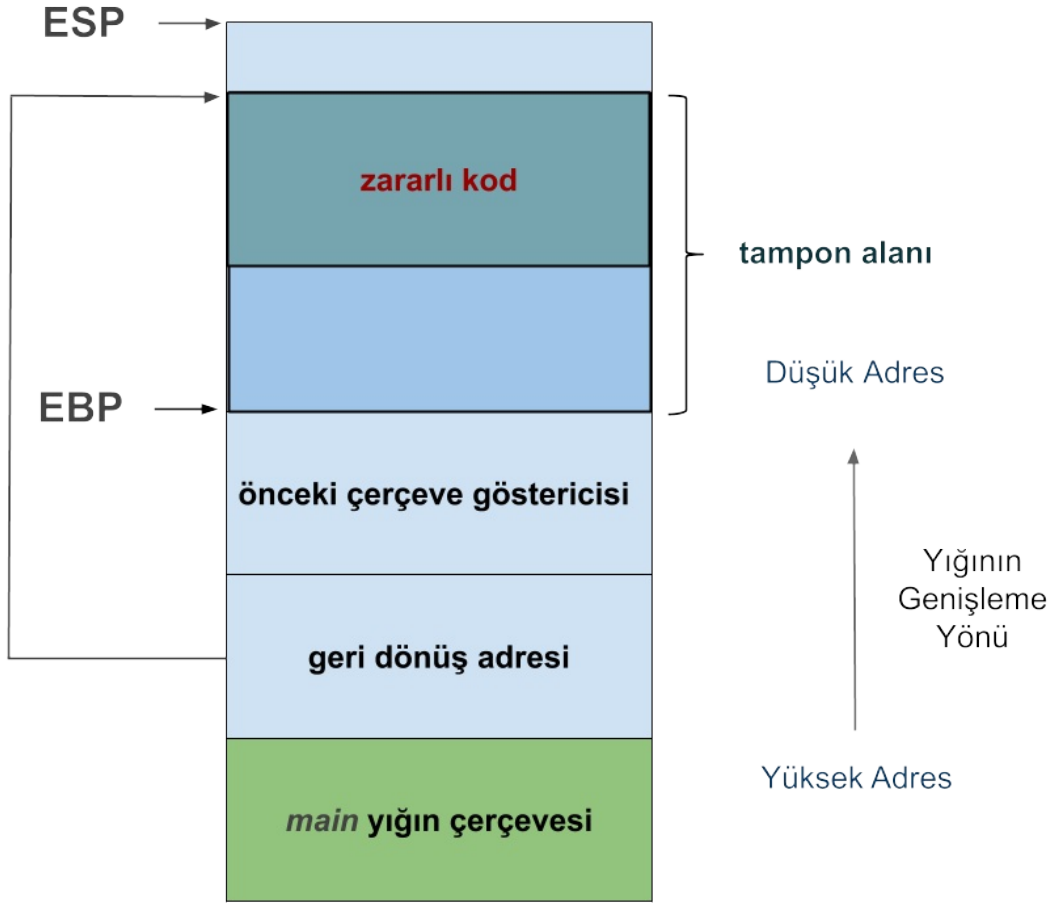 ESP
zararlı kod
tampon alanı
Düşük Adres
EBP
önceki çerçeve göstericisi
Yığının
Genişleme
Yönü
geri dönüş adresi
Yüksek Adres
main yığın çerçevesi